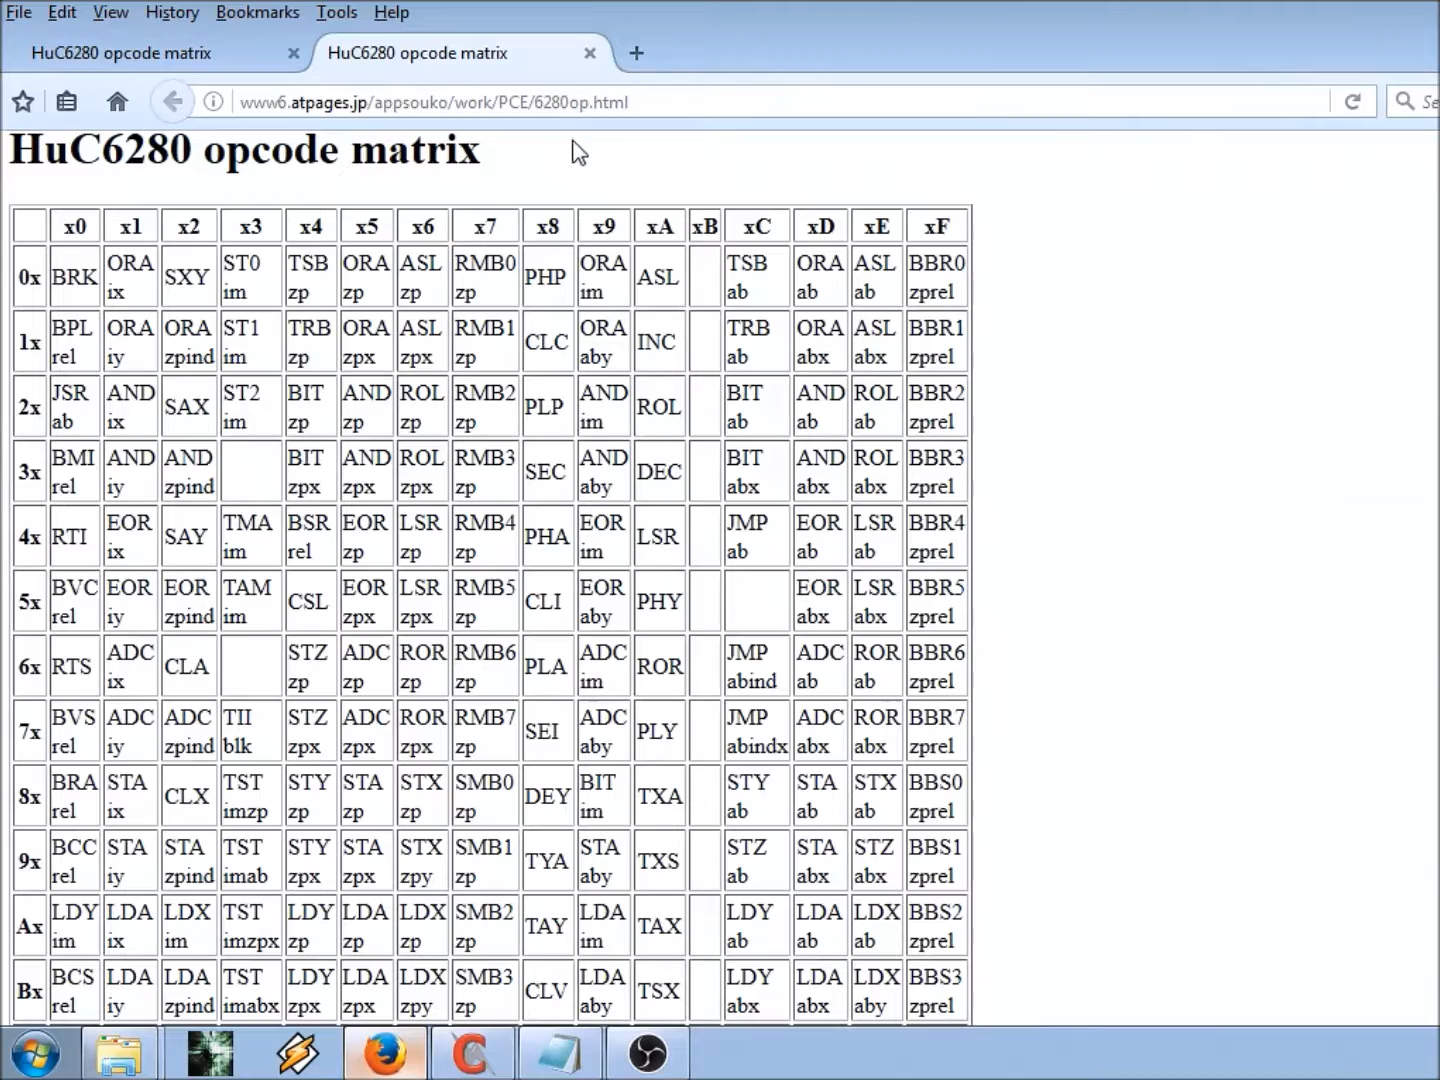 File Edit View History Bookmarks Tools Help
HuC6280 opcode matrix HuC6280 opcode matrix
www6.atpages.jp/appsouko/work/PCE/6280op.html Se
HuC6280 opcode matrix
x0 x1 x2 x3 x4 x5 x6 x7 x8 x9 xA xB xC xD xE xF
0x BRK ORA ix SXY ST0 im TSB zp ORA zp ASL zp RMB0 zp PHP ORA im ASL TSB ab ORA ab ASL ab BBR0 zprel
1x BPL rel ORA iy ORA zpind ST1 im TRB zp ORA zpx ASL zpx RMB1 zp CLC ORA aby INC TRB ab ORA abx ASL abx BBR1 zprel
2x JSR ab AND ix SAX ST2 im BIT zp AND zp ROL zp RMB2 zp PLP AND im ROL BIT ab AND ab ROL ab BBR2 zprel
3x BMI rel AND iy AND zpind BIT zpx AND zpx ROL zpx RMB3 zp SEC AND aby DEC BIT abx AND abx ROL abx BBR3 zprel
4x RTI EOR ix SAY TMA im BSR rel EOR zp LSR zp RMB4 zp PHA EOR im LSR JMP ab EOR ab LSR ab BBR4 zprel
5x BVC rel EOR iy EOR zpind TAM im CSL EOR zpx LSR zpx RMB5 zp CLI EOR aby PHY EOR abx LSR abx BBR5 zprel
6x RTS ADC ix CLA STZ zp ADC zp ROR zp RMB6 zp PLA ADC im ROR JMP abind ADC ab ROR ab BBR6 zprel
7x BVS rel ADC iy ADC zpind TII blk STZ zpx ADC zpx ROR zpx RMB7 zp SEI ADC aby PLY JMP abindx ADC abx ROR abx BBR7 zprel
8x BRA rel STA ix CLX TST imzp STY zp STA zp STX zp SMB0 zp DEY BIT im TXA STY ab STA ab STX ab BBS0 zprel
9x BCC rel STA iy STA zpind TST imab STY zpx STA zpx STX zpy SMB1 zp TYA STA aby TXS STZ ab STA abx STZ abx BBS1 zprel
Ax LDY im LDA ix LDX im TST imzpx LDY zp LDA zp LDX zp SMB2 zp TAY LDA im TAX LDY ab LDA ab LDX ab BBS2 zprel
Bx BCS rel LDA iy LDA zpind TST imabx LDY zpx LDA zpx LDX zpy SMB3 zp CLV LDA aby TSX LDY abx LDA abx LDX aby BBS3 zprel